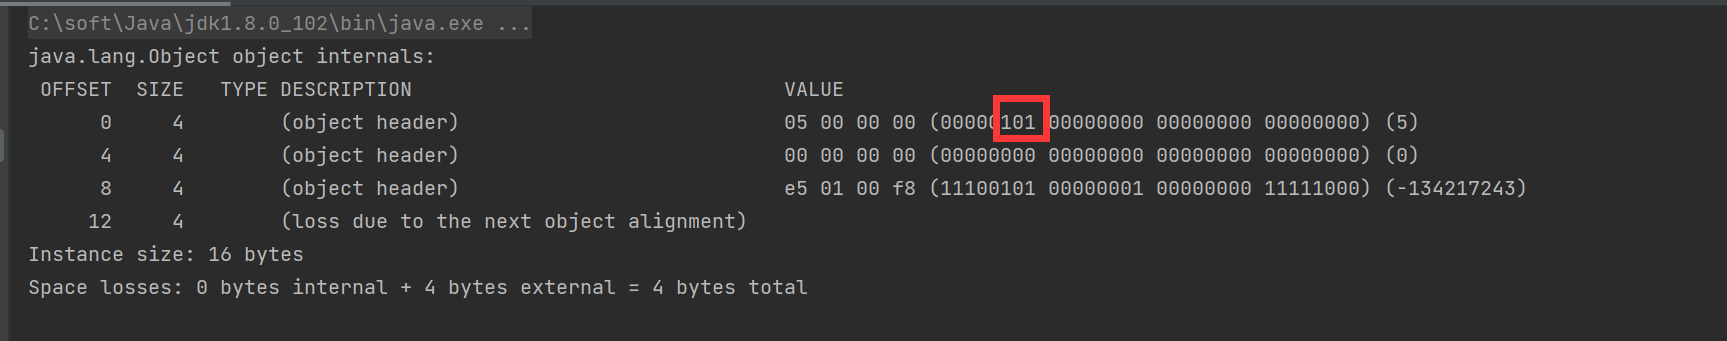 C:\soft\Java\jdk1.8.0_102\bin\java.exe ...
java.lang.Object object internals:
 OFFSET  SIZE   TYPE DESCRIPTION                               VALUE
      0     4        (object header)                           05 00 00 00 (00000101 00000000 00000000 00000000) (5)
      4     4        (object header)                           00 00 00 00 (00000000 00000000 00000000 00000000) (0)
      8     4        (object header)                           e5 01 00 f8 (11100101 00000001 00000000 11111000) (-134217243)
     12     4        (loss due to the next object alignment)
Instance size: 16 bytes
Space losses: 0 bytes internal + 4 bytes external = 4 bytes total